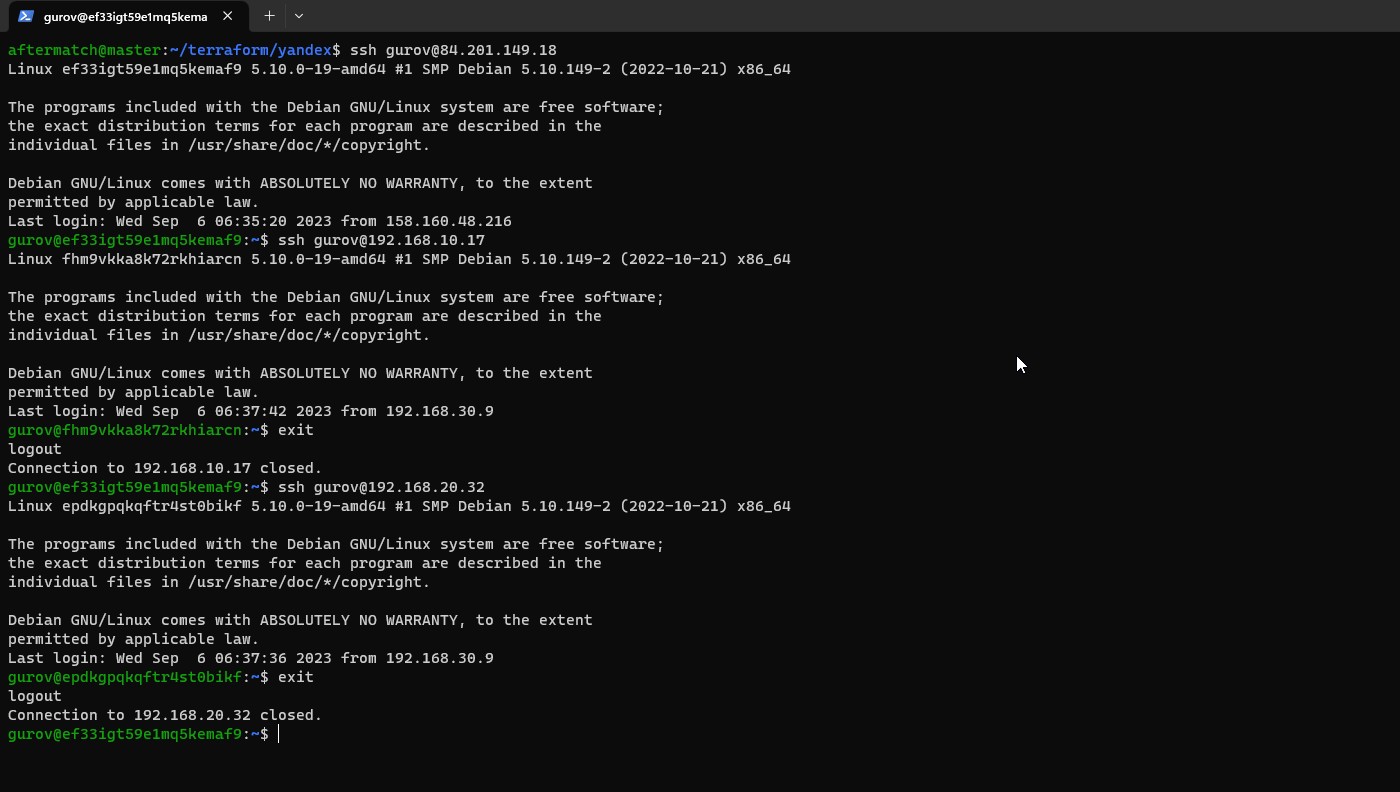 gurov@ef33igt59e1mq5kema
aftermatch@master:~/terraform/yandex$ ssh gurov@84.201.149.18
Linux ef33igt59e1mq5kemaf9 5.10.0-19-amd64 #1 SMP Debian 5.10.149-2 (2022-10-21) x86_64
The programs included with the Debian GNU/Linux system are free software;
the exact distribution terms for each program are described in the
individual files in /usr/share/doc/*/copyright.
Debian GNU/Linux comes with ABSOLUTELY NO WARRANTY, to the extent
permitted by applicable law.
Last login: Wed Sep  6 06:35:20 2023 from 158.160.48.216
gurov@ef33igt59e1mq5kemaf9:~$ ssh gurov@192.168.10.17
Linux fhm9vkka8k72rkhiarcn 5.10.0-19-amd64 #1 SMP Debian 5.10.149-2 (2022-10-21) x86_64
The programs included with the Debian GNU/Linux system are free software;
the exact distribution terms for each program are described in the
individual files in /usr/share/doc/*/copyright.
Debian GNU/Linux comes with ABSOLUTELY NO WARRANTY, to the extent
permitted by applicable law.
Last login: Wed Sep  6 06:37:42 2023 from 192.168.30.9
gurov@fhm9vkka8k72rkhiarcn:~$ exit
logout
Connection to 192.168.10.17 closed.
gurov@ef33igt59e1mq5kemaf9:~$ ssh gurov@192.168.20.32
Linux epdkgpqkqftr4st0bikf 5.10.0-19-amd64 #1 SMP Debian 5.10.149-2 (2022-10-21) x86_64
The programs included with the Debian GNU/Linux system are free software;
the exact distribution terms for each program are described in the
individual files in /usr/share/doc/*/copyright.
Debian GNU/Linux comes with ABSOLUTELY NO WARRANTY, to the extent
permitted by applicable law.
Last login: Wed Sep  6 06:37:36 2023 from 192.168.30.9
gurov@epdkgpqkqftr4st0bikf:~$ exit
logout
Connection to 192.168.20.32 closed.
gurov@ef33igt59e1mq5kemaf9:~$